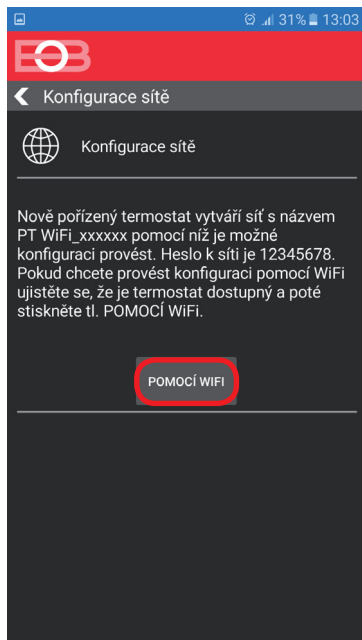 31% 13:03
EOB
Konfigurace sítě
Konfigurace sítě
Nově pořízený termostat vytváří síť s názvem
PT WiFi_xxxxxx pomocí níž je možné
konfiguraci provést. Heslo k síti je 12345678.
Pokud chcete provést konfiguraci pomocí WiFi
ujistěte se, že je termostat dostupný a poté
stiskněte tl. POMOCÍ WiFi.
POMOCÍ WIFI